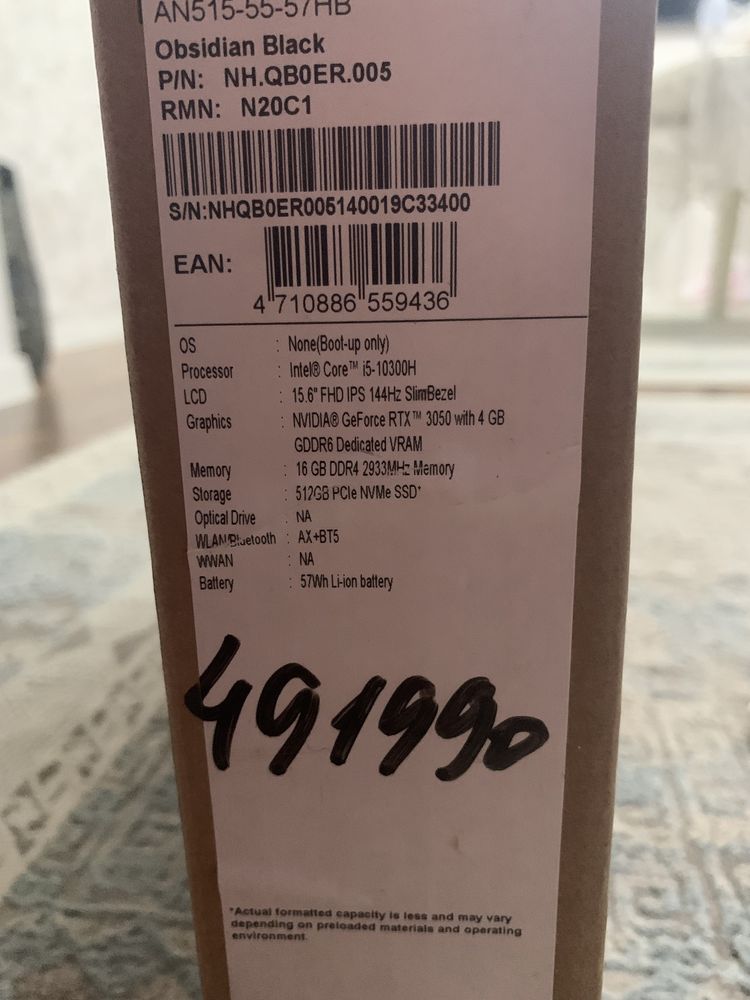 AN515-55-57HB
Obsidian Black
P/N: NH.QB0ER.005
RMN: N20C1
S/N:NHQB0ER005140019C33400
EAN:
4 710886 559436
OS : None(Boot-up only)
Processor : Intel® Core™ i5-10300H
LCD : 15.6" FHD IPS 144Hz SlimBezel
Graphics : NVIDIA® GeForce RTX™ 3050 with 4 GB
GDDR6 Dedicated VRAM
Memory : 16 GB DDR4 2933MHz Memory
Storage : 512GB PCIe NVMe SSD*
Optical Drive : NA
WLAN/Bluetooth : AX+BT5
WWAN : NA
Battery : 57Wh Li-ion battery
491990
*Actual formatted capacity is less and may vary
depending on preloaded materials and operating
environment.